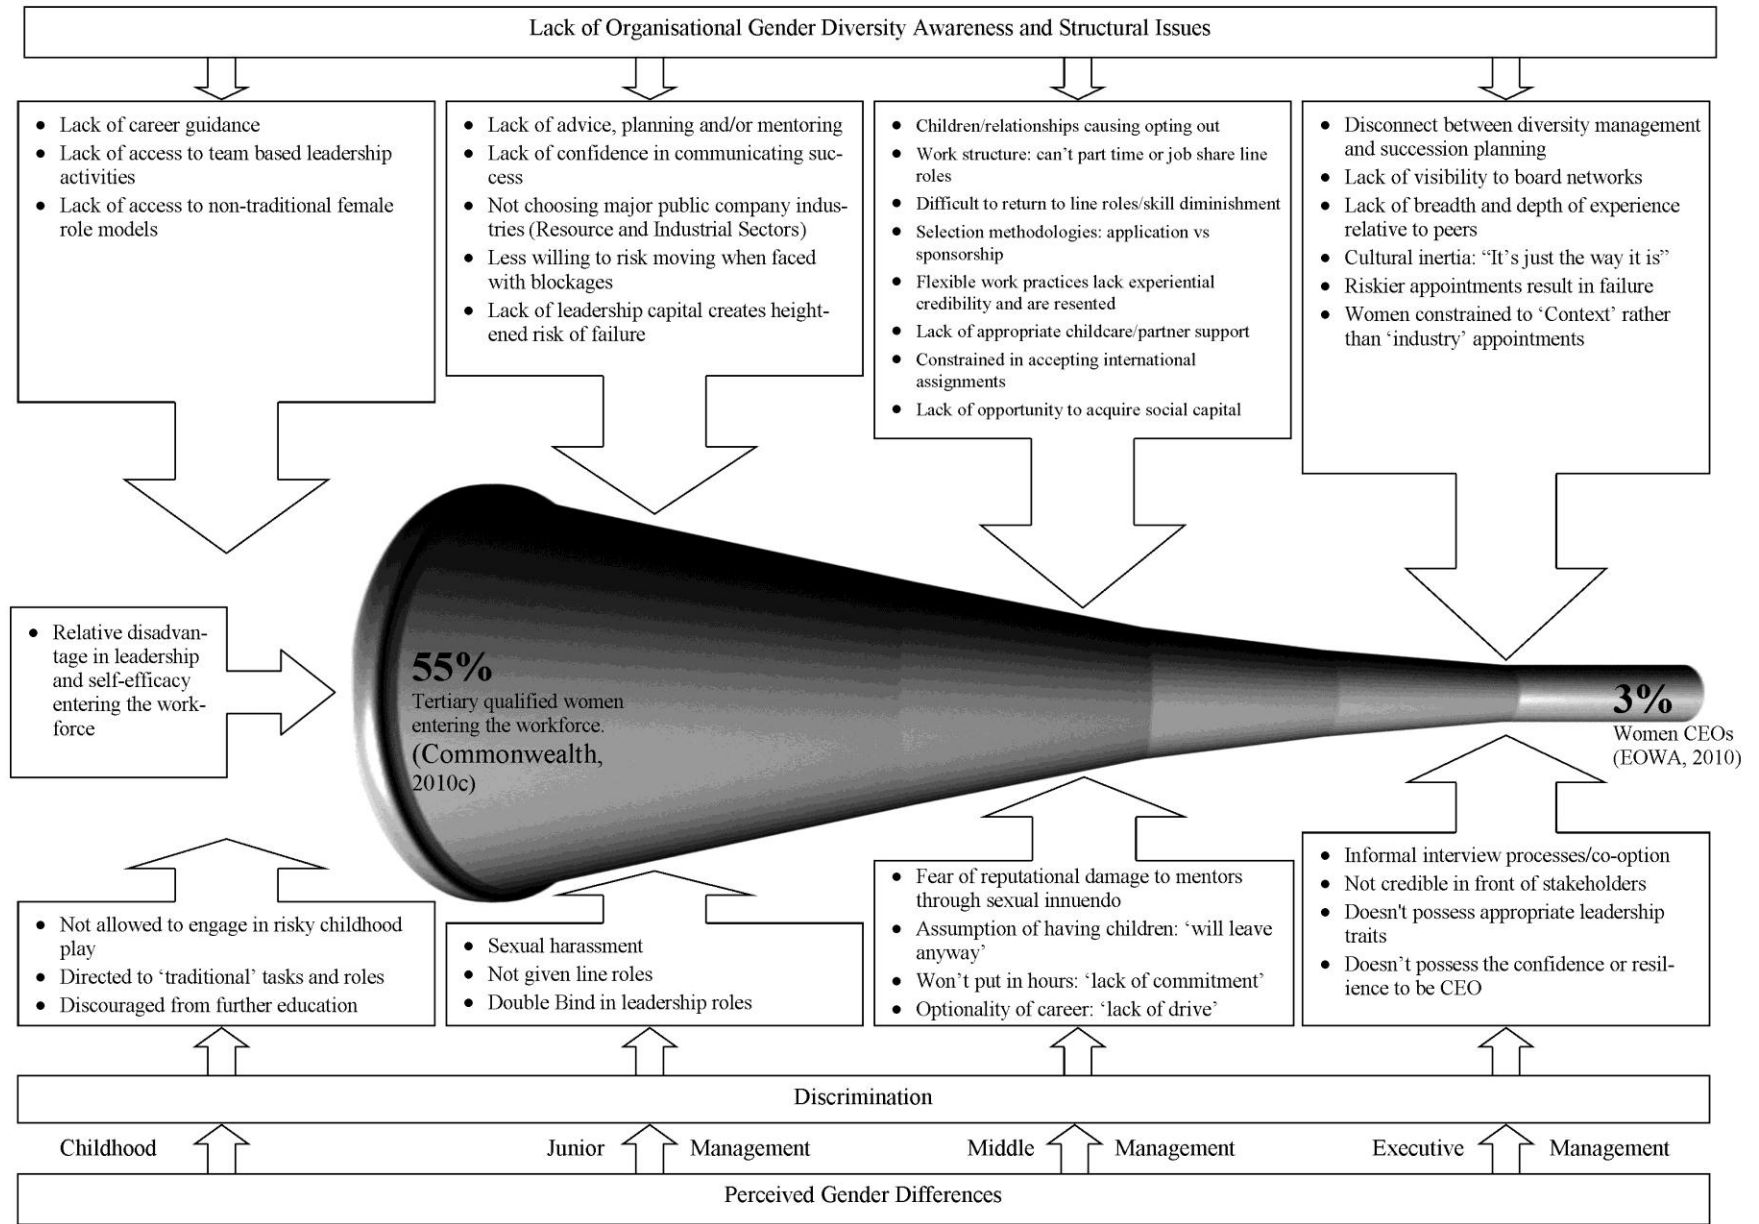 Lack of Organisational Gender Diversity Awareness and Structural Issues
● Lack of career guidance
● Lack of access to team based leadership
activities
● Lack of access to non-traditional female
role models
● Lack of advice, planning and/or mentoring
● Lack of confidence in communicating suc-
cess
● Not choosing major public company indus-
tries (Resource and Industrial Sectors)
● Less willing to risk moving when faced
with blockages
● Lack of leadership capital creates height-
ened risk of failure
● Children/relationships causing opting out
● Work structure: can’t part time or job share line
roles
● Difficult to return to line roles/skill diminishment
● Selection methodologies: application vs
sponsorship
● Flexible work practices lack experiential
credibility and are resented
● Lack of appropriate childcare/partner support
● Constrained in accepting international
assignments
● Lack of opportunity to acquire social capital
● Disconnect between diversity management
and succession planning
● Lack of visibility to board networks
● Lack of breadth and depth of experience
relative to peers
● Cultural inertia: “It’s just the way it is”
● Riskier appointments result in failure
● Women constrained to ‘Context’ rather
than ‘industry’ appointments
● Relative disadvan-
tage in leadership
and self-efficacy
entering the work-
force
55%
Tertiary qualified women
entering the workforce.
(Commonwealth,
2010c)
3%
Women CEOs
(EOWA, 2010)
● Not allowed to engage in risky childhood
play
● Directed to ‘traditional’ tasks and roles
● Discouraged from further education
● Sexual harassment
● Not given line roles
● Double Bind in leadership roles
● Fear of reputational damage to mentors
through sexual innuendo
● Assumption of having children: ‘will leave
anyway’
● Won’t put in hours: ‘lack of commitment’
● Optionality of career: ‘lack of drive’
● Informal interview processes/co-option
● Not credible in front of stakeholders
● Doesn't possess appropriate leadership
traits
● Doesn’t possess the confidence or resil-
ience to be CEO
Discrimination
Childhood
Junior Management
Middle Management
Executive Management
Perceived Gender Differences